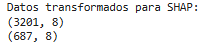 Datos transformados para SHAP:
(3201, 8)
(687, 8)